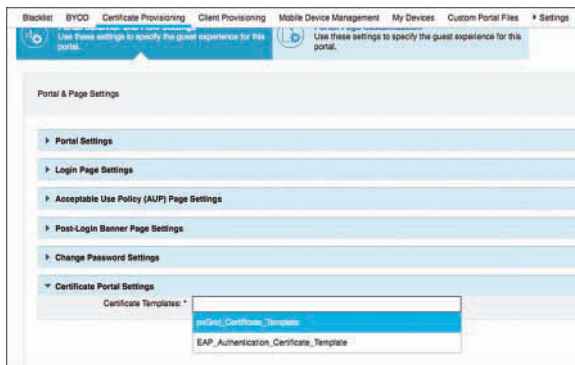 Blacklist BYOD Certificate Provisioning Client Provisioning Mobile Device Management My Devices Custom Portal Files Settings
Use these settings to specify the guest experience for this portal.
Use these settings to specify the guest experience for this portal.
Portal & Page Settings
Portal Settings
Login Page Settings
Acceptable Use Policy (AUP) Page Settings
Post-Login Banner Page Settings
Change Password Settings
Certificate Portal Settings
Certificate Templates: *
pxGrid_Certificate_Template
EAP_Authentication_Certificate_Template